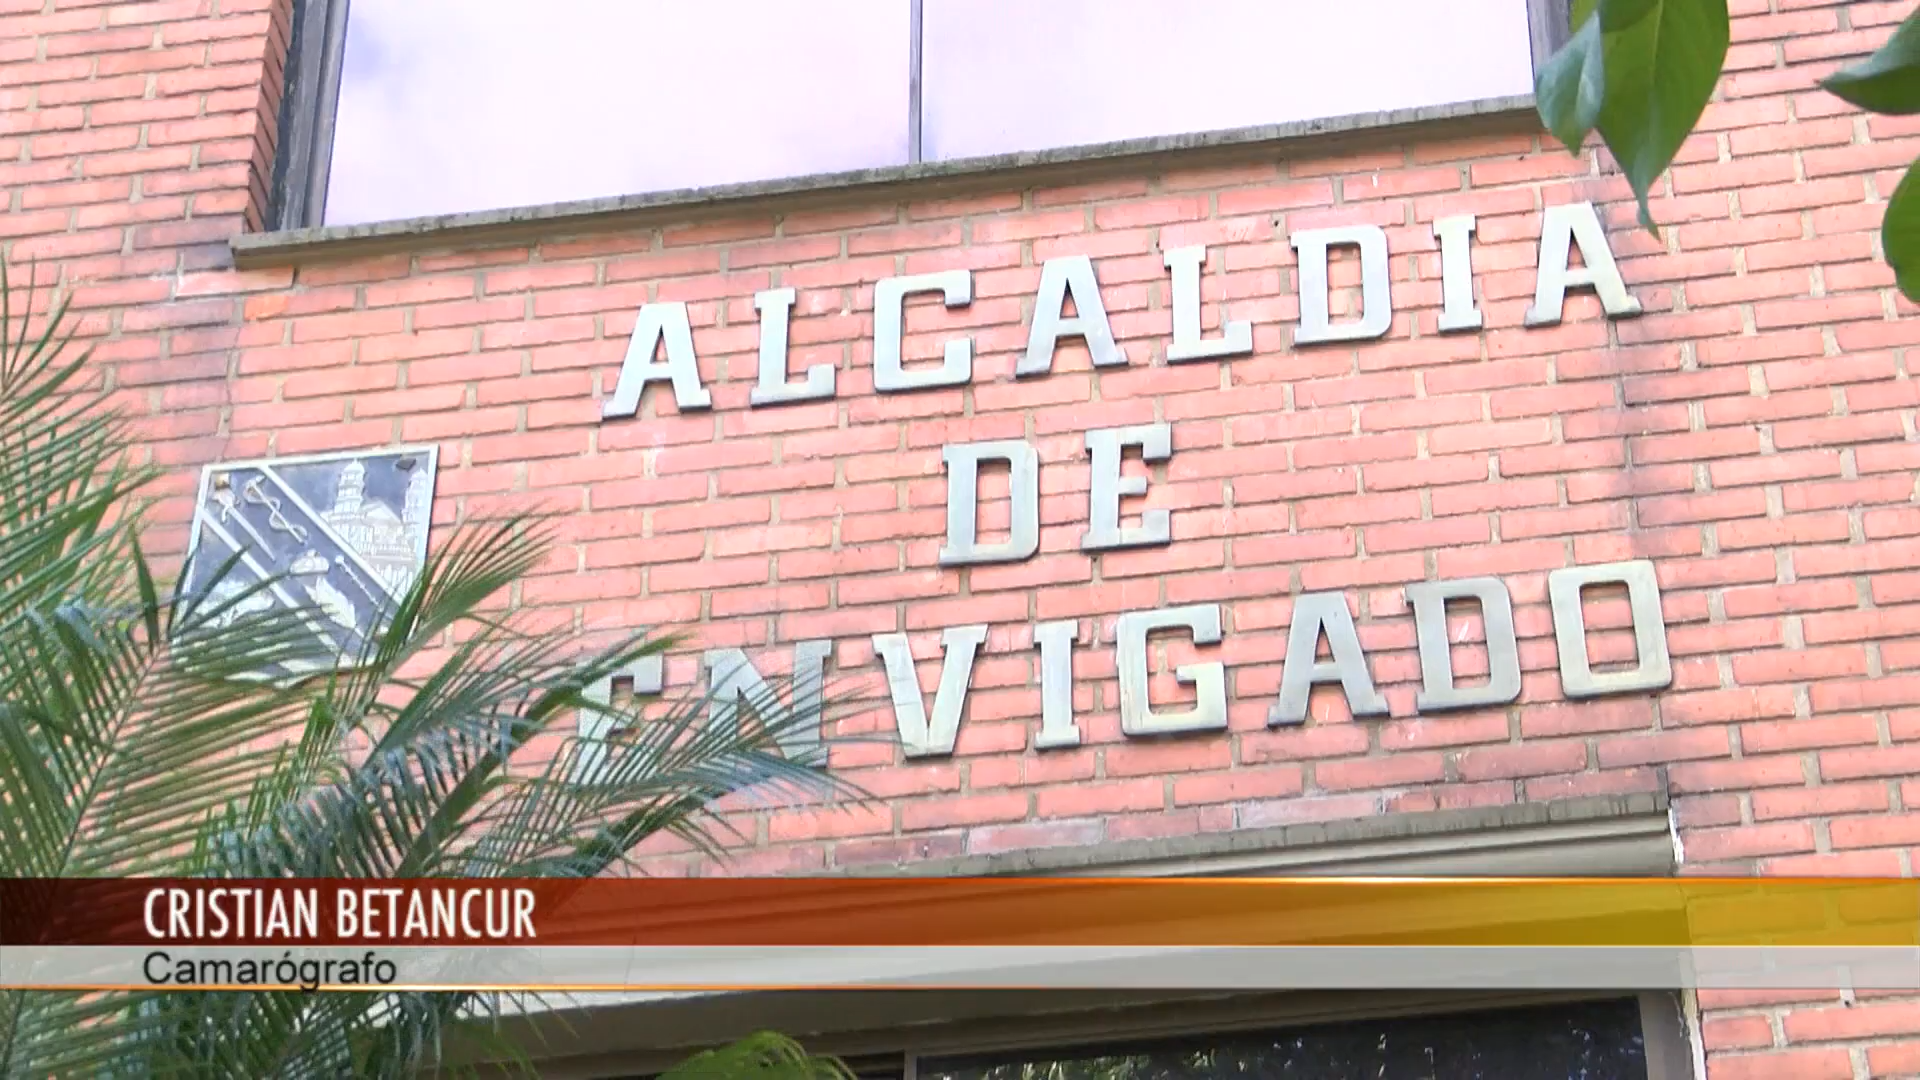 ALCALDIA
DE
ENVIGADO
CRISTIAN BETANCUR
Camarógrafo